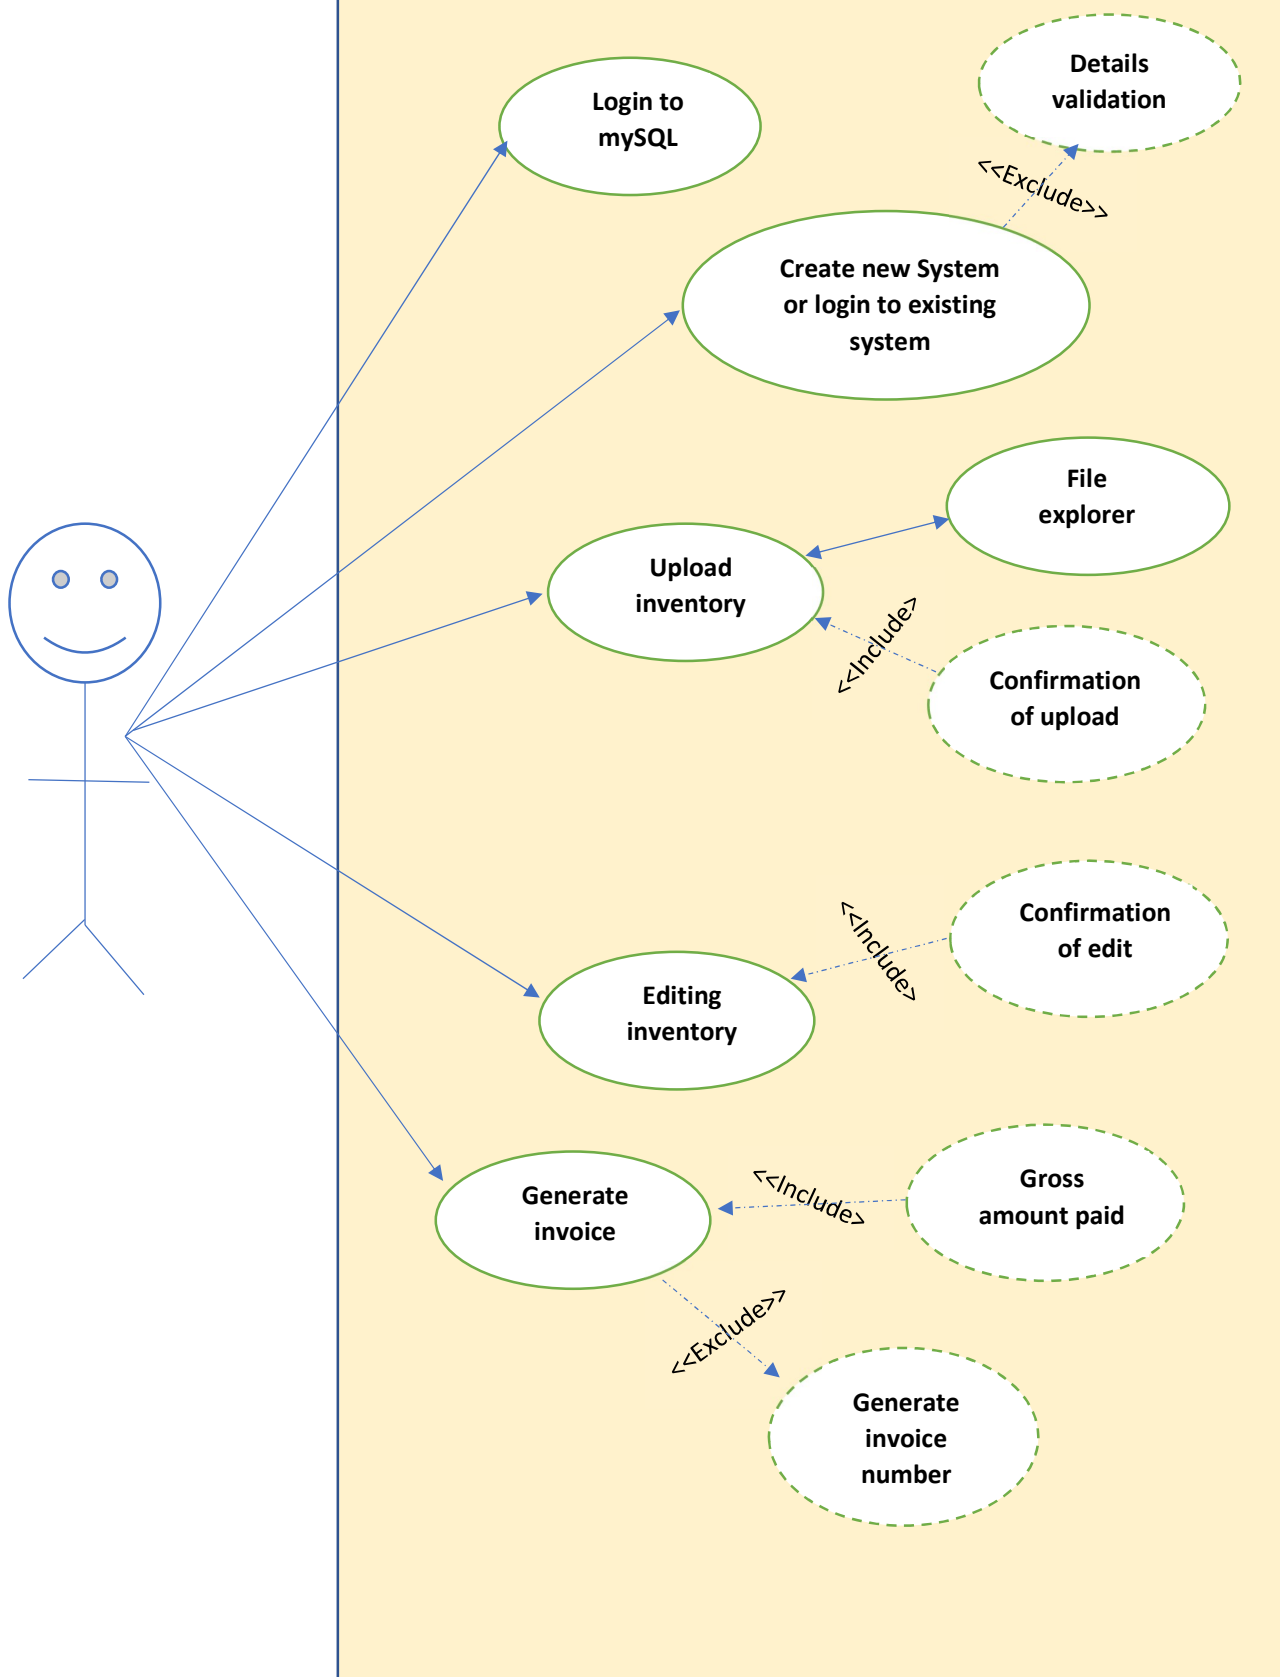 Details
validation
Login to
mySQL
<<Exclude>>
Create new System
or login to existing
system
File
explorer
Upload
inventory
<<Include>
Confirmation
of upload
<<Include>
Confirmation
of edit
Editing
inventory
Generate
invoice
<<Include>
Gross
amount paid
<<Exclude>>
Generate
invoice
number